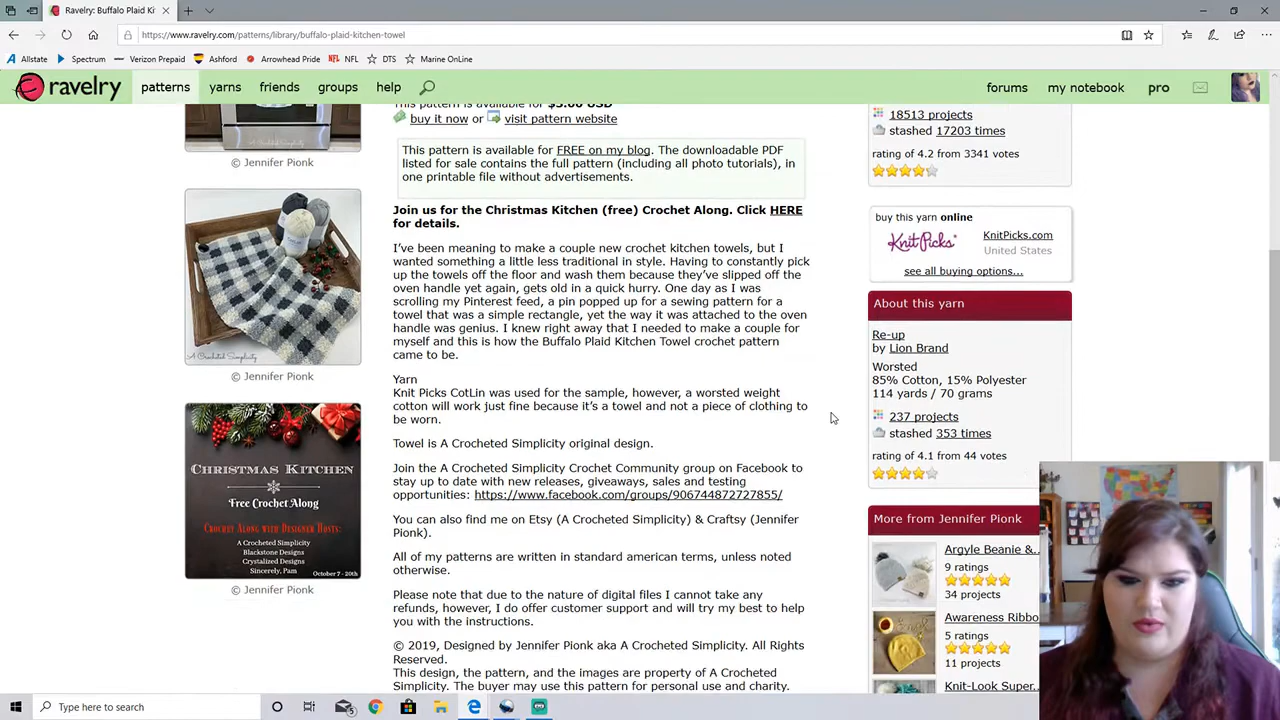 Ravelry: Buffalo Plaid Ki
https://www.ravelry.com/patterns/library/buffalo-plaid-kitchen-towel
Allstate
Spectrum
Verizon Prepaid
Ashford
Arrowhead Pride
NFL
DTS
Marine OnLine
ravelry
patterns
yarns
friends
groups
help
forums
my notebook
pro
This pattern is available for $5.00 USD
buy it now or visit pattern website
This pattern is available for FREE on my blog. The downloadable PDF
listed for sale contains the full pattern (including all photo tutorials), in
one printable file without advertisements.
Join us for the Christmas Kitchen (free) Crochet Along. Click HERE
for details.
I've been meaning to make a couple new crochet kitchen towels, but I
wanted something a little less traditional in style. Having to constantly pick
up the towels off the floor and wash them because they've slipped off the
oven handle yet again, gets old in a quick hurry. One day as I was
scrolling my Pinterest feed, a pin popped up for a sewing pattern for a
towel that was a simple rectangle, yet the way it was attached to the oven
handle was genius. I knew right away that I needed to make a couple for
myself and this is how the Buffalo Plaid Kitchen Towel crochet pattern
came to be.
Yarn
Knit Picks CotLin was used for the sample, however, a worsted weight
cotton will work just fine because it's a towel and not a piece of clothing to
be worn.
Towel is A Crocheted Simplicity original design.
Join the A Crocheted Simplicity Crochet Community group on Facebook to
stay up to date with new releases, giveaways, sales and testing
opportunities: https://www.facebook.com/groups/906744872727855/
You can also find me on Etsy (A Crocheted Simplicity) & Craftsy (Jennifer
Pionk).
All of my patterns are written in standard american terms, unless noted
otherwise.
Please note that due to the nature of digital files I cannot take any
refunds, however, I do offer customer support and will try my best to help
you with the instructions.
© 2019, Designed by Jennifer Pionk aka A Crocheted Simplicity. All Rights
Reserved.
This design, the pattern, and the images are property of A Crocheted
Simplicity. The buyer may use this pattern for personal use and charity.
A Crocheted Simplicity
© Jennifer Pionk
A Crocheted Simplicity
© Jennifer Pionk
CHRISTMAS KITCHEN
Free Crochet Along
CROCHET ALONG WITH DESIGNER HOSTS:
A Crocheted Simplicity
Blackstone Designs
Crystalized Designs
Sincerely, Pam
October 7 - 20th
© Jennifer Pionk
18513 projects
stashed 17203 times
rating of 4.2 from 3341 votes
buy this yarn online
KnitPicks
KnitPicks.com
United States
see all buying options...
About this yarn
Re-up
by Lion Brand
Worsted
85% Cotton, 15% Polyester
114 yards / 70 grams
237 projects
stashed 353 times
rating of 4.1 from 44 votes
More from Jennifer Pionk
Argyle Beanie &..
9 ratings
34 projects
Awareness Ribbo
5 ratings
11 projects
Knit-Look Super..
Type here to search
5